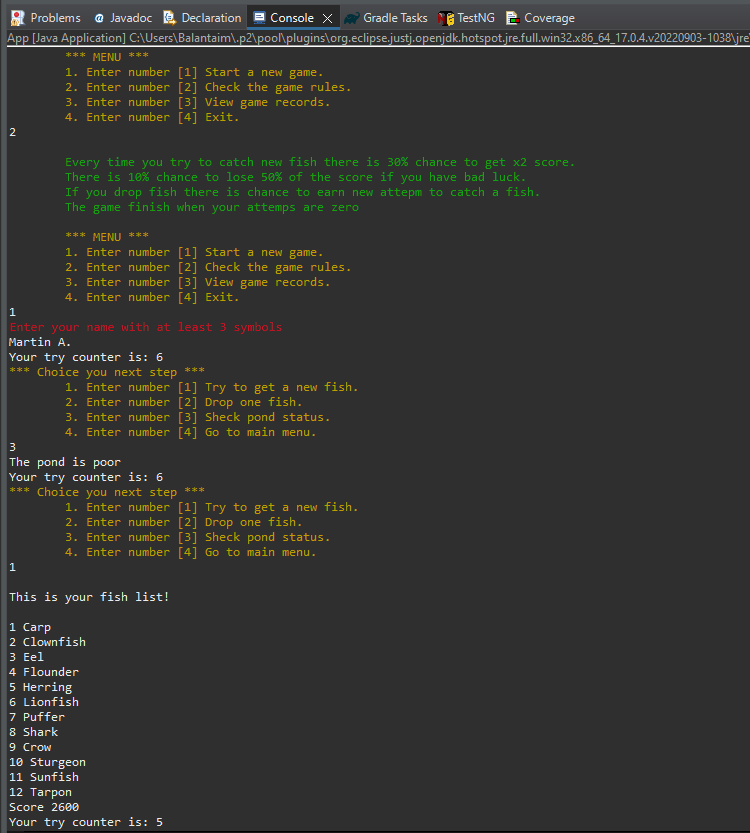 Problems @ Javadoc Declaration Console Gradle Tasks TestNG Coverage
App [Java Application] C:\Users\Balantaim\.p2\pool\plugins\org.eclipse.justj.openjdk.hotspot.jre.full.win32.x86_64_17.0.4.v20220903-1038\jre
*** MENU ***
1. Enter number [1] Start a new game.
2. Enter number [2] Check the game rules.
3. Enter number [3] View game records.
4. Enter number [4] Exit.
2
Every time you try to catch new fish there is 30% chance to get x2 score.
There is 10% chance to lose 50% of the score if you have bad luck.
If you drop fish there is chance to earn new attepm to catch a fish.
The game finish when your attemps are zero
*** MENU ***
1. Enter number [1] Start a new game.
2. Enter number [2] Check the game rules.
3. Enter number [3] View game records.
4. Enter number [4] Exit.
1
Enter your name with at least 3 symbols
Martin A.
Your try counter is: 6
*** Choice you next step ***
1. Enter number [1] Try to get a new fish.
2. Enter number [2] Drop one fish.
3. Enter number [3] Sheck pond status.
4. Enter number [4] Go to main menu.
3
The pond is poor
Your try counter is: 6
*** Choice you next step ***
1. Enter number [1] Try to get a new fish.
2. Enter number [2] Drop one fish.
3. Enter number [3] Sheck pond status.
4. Enter number [4] Go to main menu.
1
This is your fish list!
1 Carp
2 Clownfish
3 Eel
4 Flounder
5 Herring
6 Lionfish
7 Puffer
8 Shark
9 Crow
10 Sturgeon
11 Sunfish
12 Tarpon
Score 2600
Your try counter is: 5